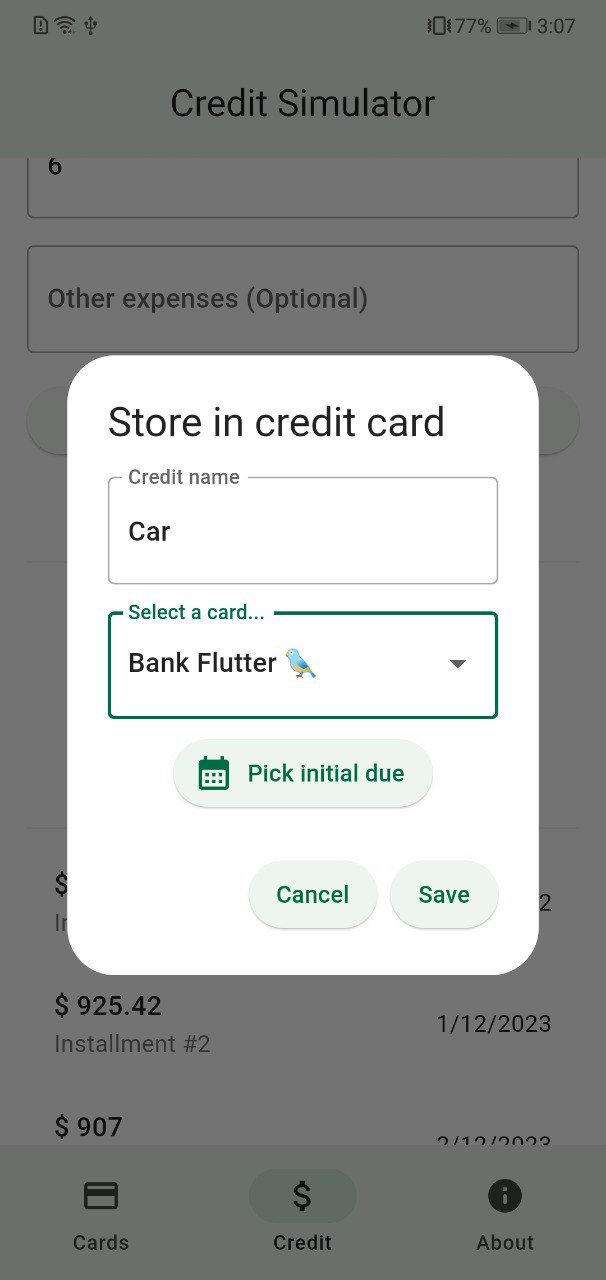 77% 3:07
Credit Simulator
6
Other expenses (Optional)
Store in credit card
Credit name
Car
Select a card...
Bank Flutter
Pick initial due
Cancel Save
$
2
$ 925.42
1/12/2023
Installment #2
$ 907
2/12/2023
Cards Credit About